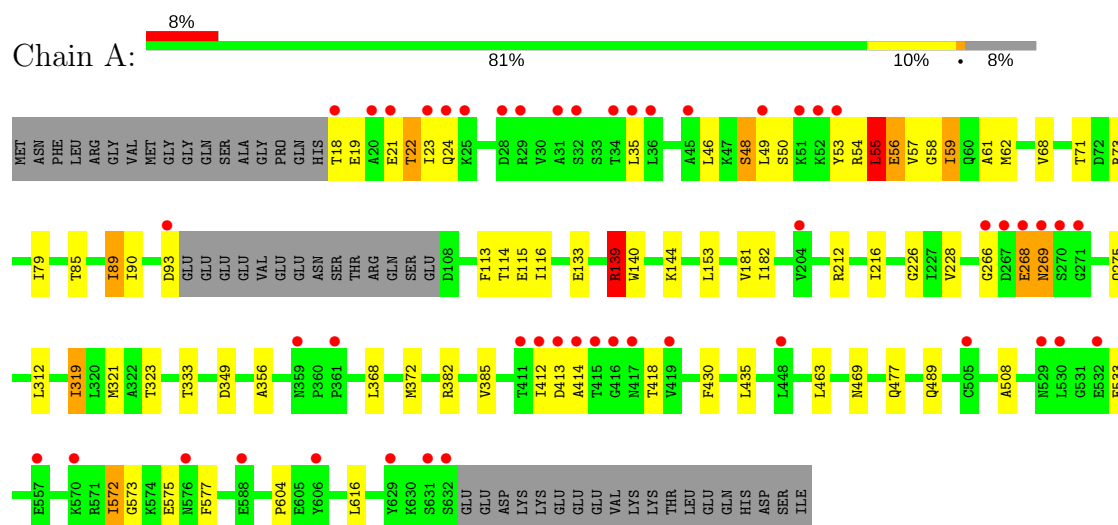 8%
Chain A:
81% 10% • 8%
MET ASN PHE LEU ARG GLY VAL MET GLY GLY GLN SER ALA GLY PRO GLN HIS T18 E19 A20 E21 T22 I23 Q24 K25 D28 R29 V30 A31 S32 S33 T34 L35 L36 A45 L46 K47 S48 L49 S50 K51 K52 Y53 R54 L55 E56 V57 G58 I59 Q60 A61 M62 V68 T71 D72
I79 T85 I89 I90 D93 GLU GLU GLU GLU VAL GLU GLU ASN SER THR ARG GLN SER GLU D108 F113 T114 E115 I116 E133 R139 W140 K144 L153 V181 I182 V204 R212 I216 G226 I227 V228 G266 D267 E268 N269 S270 G271
L312 I319 L320 M321 A322 T323 T333 D349 A356 N359 P360 P361 L368 M372 R382 V385 T411 I412 D413 A414 T415 G416 N417 T418 V419 F430 L435 L448 L463 N469 Q477 Q489 A508 C505 N529 L530 G531 E532
E557 K570 R571 I572 G573 K574 E575 N576 F577 E588 P604 E605 Y606 L616 Y629 K630 S631 S632 GLU GLU ASP LYS LYS GLU GLU GLU VAL LYS LYS THR LEU GLU GLN HIS ASP SER ILE